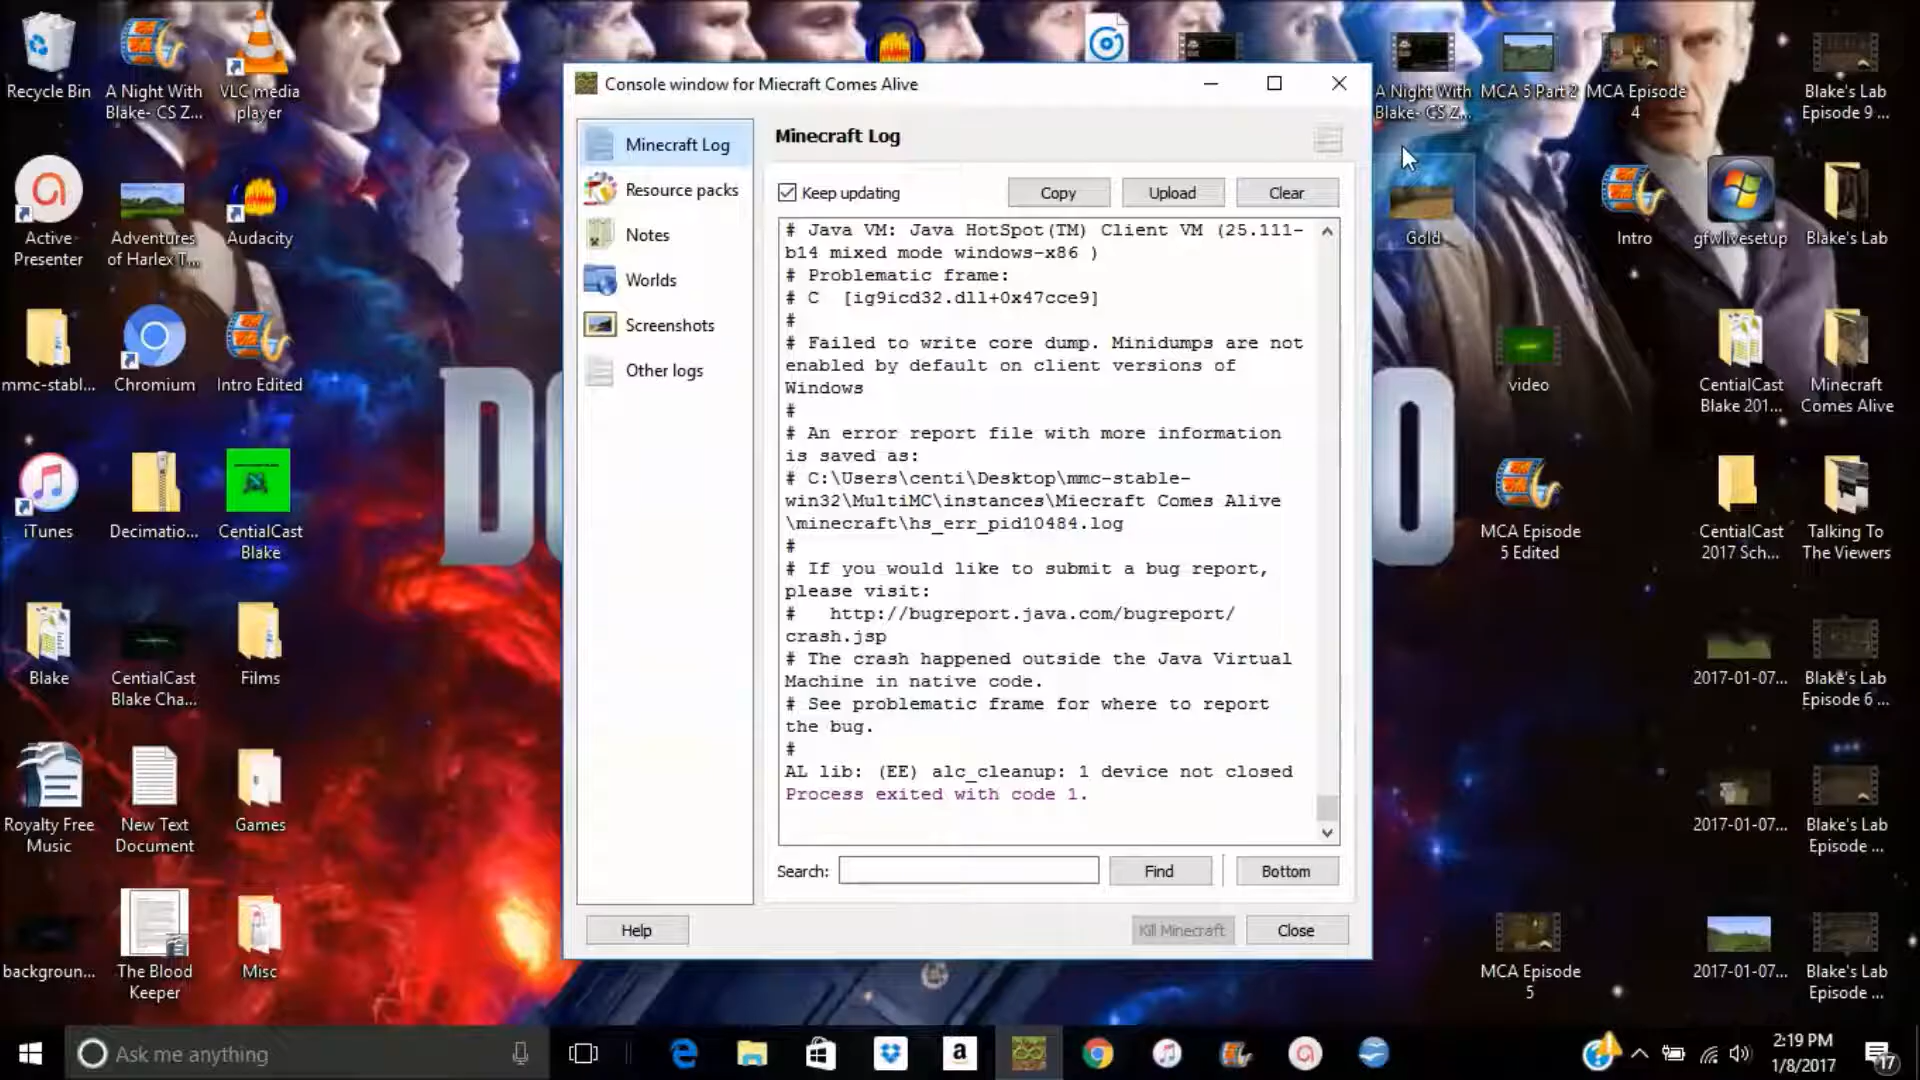 Recycle Bin
A Night With
Blake- CS Z...
VLC media
player
Active
Presenter
Adventures
of Harlex T...
Audacity
mmc-stabl...
Chromium
Intro Edited
iTunes
Decimatio...
CentialCast
Blake
Blake
CentialCast
Blake Cha...
Films
Royalty Free
Music
New Text
Document
Games
backgroun...
The Blood
Keeper
Misc
Console window for Miecraft Comes Alive
Minecraft Log
Resource packs
Notes
Worlds
Screenshots
Other logs
Minecraft Log
Keep updating
Copy
Upload
Clear
# Java VM: Java HotSpot(TM) Client VM (25.111-
b14 mixed mode windows-x86 )
# Problematic frame:
# C  [ig9icd32.dll+0x47cce9]
#
# Failed to write core dump. Minidumps are not
enabled by default on client versions of
Windows
#
# An error report file with more information
is saved as:
# C:\Users\centi\Desktop\mmc-stable-
win32\MultiMC\instances\Miecraft Comes Alive
\minecraft\hs_err_pid10484.log
#
# If you would like to submit a bug report,
please visit:
#   http://bugreport.java.com/bugreport/
crash.jsp
# The crash happened outside the Java Virtual
Machine in native code.
# See problematic frame for where to report
the bug.
#
AL lib: (EE) alc_cleanup: 1 device not closed
Process exited with code 1.
Search:
Find
Bottom
Help
Kill Minecraft
Close
A Night With
Blake- CS Z...
MCA 5 Part 2
MCA Episode
4
Blake's Lab
Episode 9 ...
Gold
Intro
gfwlivesetup
Blake's Lab
video
CentialCast
Blake 201...
Minecraft
Comes Alive
MCA Episode
5 Edited
CentialCast
2017 Sch...
Talking To
The Viewers
2017-01-07...
Blake's Lab
Episode 6 ...
2017-01-07...
Blake's Lab
Episode ...
MCA Episode
5
2017-01-07...
Blake's Lab
Episode ...
DO
O
Ask me anything
2:19 PM
1/8/2017
17